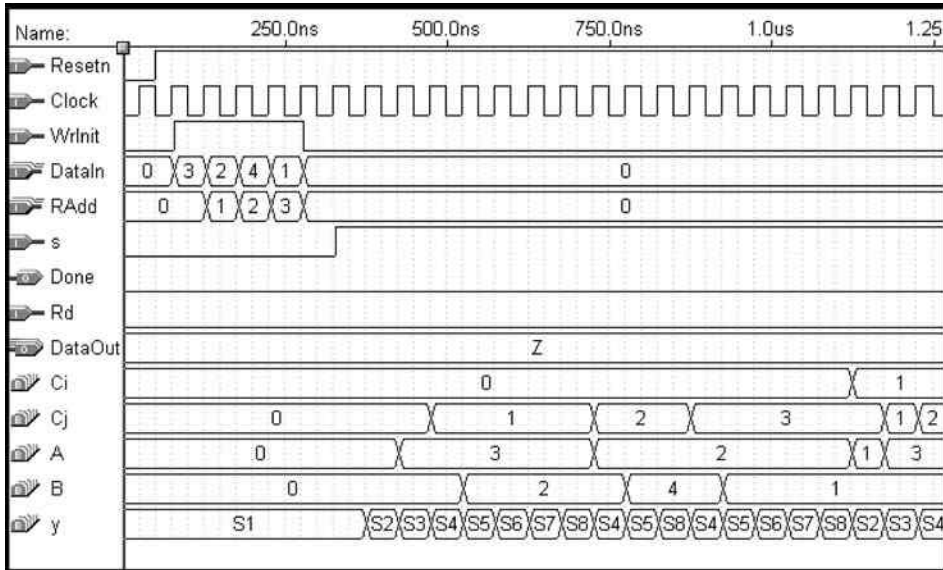 Name: 250.0ns 500.0ns 750.0ns 1.0us 1.25
Resetn
Clock
WrInit
DataIn 0 3 2 4 1 0
RAdd 0 1 2 3 0
s
Done
Rd
DataOut Z
Ci 0 1
Cj 0 1 2 3 1 2
A 0 3 2 1 3
B 0 2 4 1
y S1 S2 S3 S4 S5 S6 S7 S8 S4 S5 S8 S4 S5 S6 S7 S8 S2 S3 S4